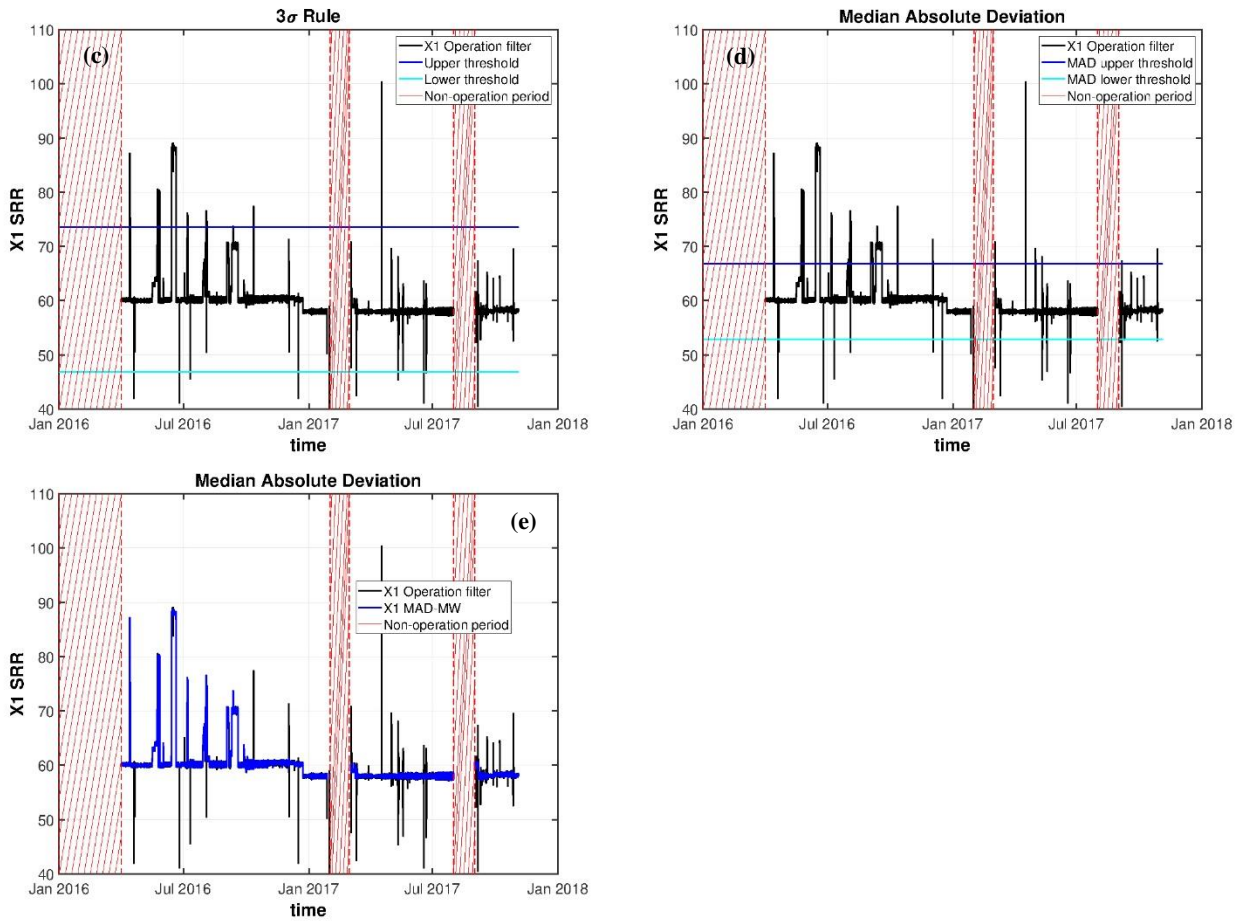 3σ Rule
(c)
X1 Operation filter
Upper threshold
Lower threshold
Non-operation period
110
100
90
80
70
60
50
40
X1 SRR
Jan 2016
Jul 2016
Jan 2017
Jul 2017
Jan 2018
time
Median Absolute Deviation
(d)
X1 Operation filter
MAD upper threshold
MAD lower threshold
Non-operation period
110
100
90
80
70
60
50
40
X1 SRR
Jan 2016
Jul 2016
Jan 2017
Jul 2017
Jan 2018
time
Median Absolute Deviation
(e)
X1 Operation filter
X1 MAD-MW
Non-operation period
110
100
90
80
70
60
50
40
X1 SRR
Jan 2016
Jul 2016
Jan 2017
Jul 2017
Jan 2018
time